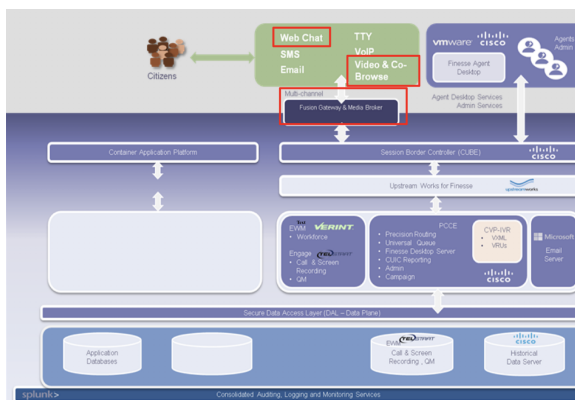 Web Chat
TTY
SMS
VoIP
Email
Video & Co-
Browse
Citizens
vmware CISCO
Agents
Admin
Finesse Agent
Desktop
Multi-channel
Fusion Gateway & Media Broker
Agent Desktop Services
Admin Services
Container Application Platform
Session Border Controller (CUBE)
CISCO
Upstream Works for Finesse
upstreamworks
EWM VERINT
• Workforce
Engage
• Call & Screen
Recording
• QM
PCCE
• Precision Routing
• Universal Queue
• Finesse Desktop Server
• CUIC Reporting
• Admin
• Campaign
CVP-IVR
• VXML
• VRUs
CISCO
Microsoft
Email
Server
Secure Data Access Layer (DAL – Data Plane)
Application
Databases
EWM
Call & Screen
Recording , QM
CISCO
Historical
Data Server
splunk> Consolidated Auditing, Logging and Monitoring Services